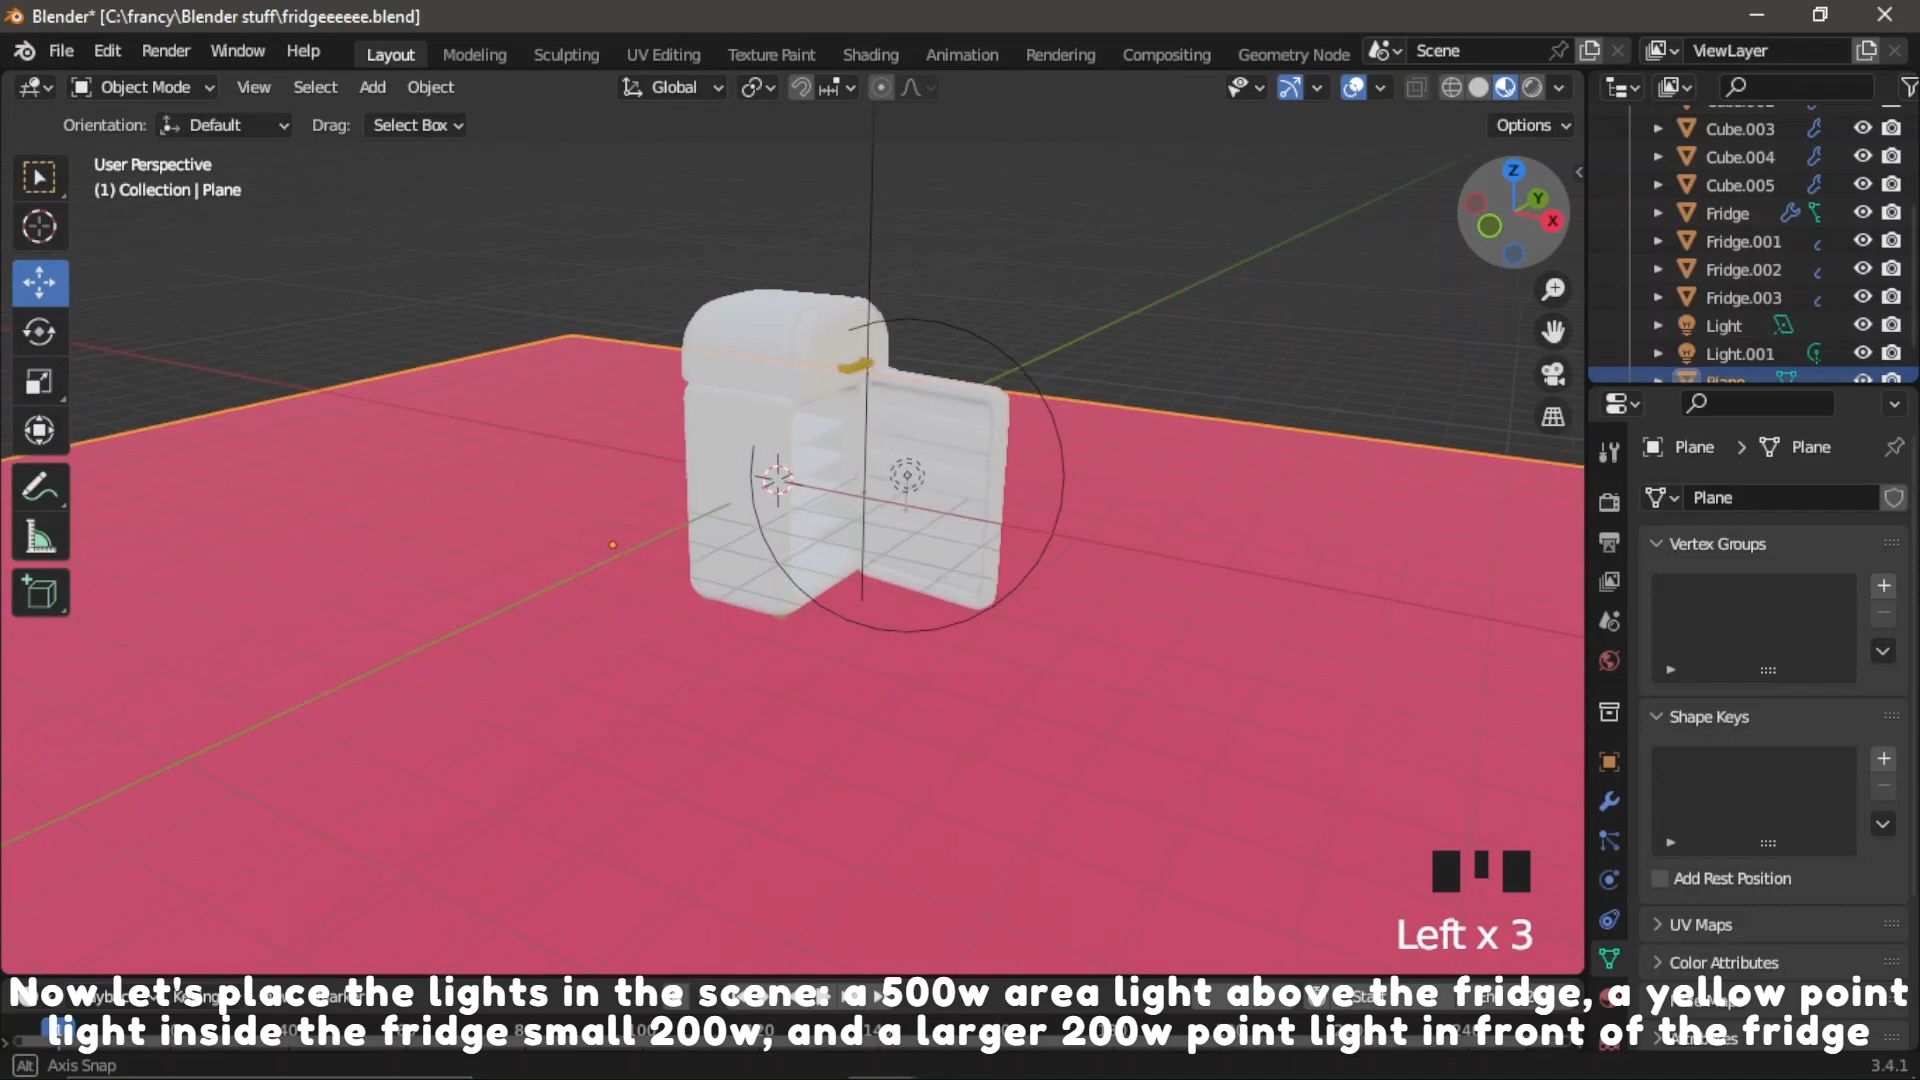 Blender* [C:\francy\Blender stuff\fridgeeeeee.blend]
File Edit Render Window Help
Layout Modeling Sculpting UV Editing Texture Paint Shading Animation Rendering Compositing Geometry Node
Scene
ViewLayer
Object Mode View Select Add Object
Global
Orientation: Default Drag: Select Box
Options
User Perspective
(1) Collection | Plane
Z
Y
X
Cube.003
Cube.004
Cube.005
Fridge
Fridge.001
Fridge.002
Fridge.003
Light
Light.001
Plane
Plane > Plane
Plane
Vertex Groups
Shape Keys
Add Rest Position
UV Maps
Color Attributes
Left x 3
Now let's place the lights in the scene: a 500w area light above the fridge, a yellow point
light inside the fridge small 200w, and a larger 200w point light in front of the fridge
Alt Axis Snap
3.4.1